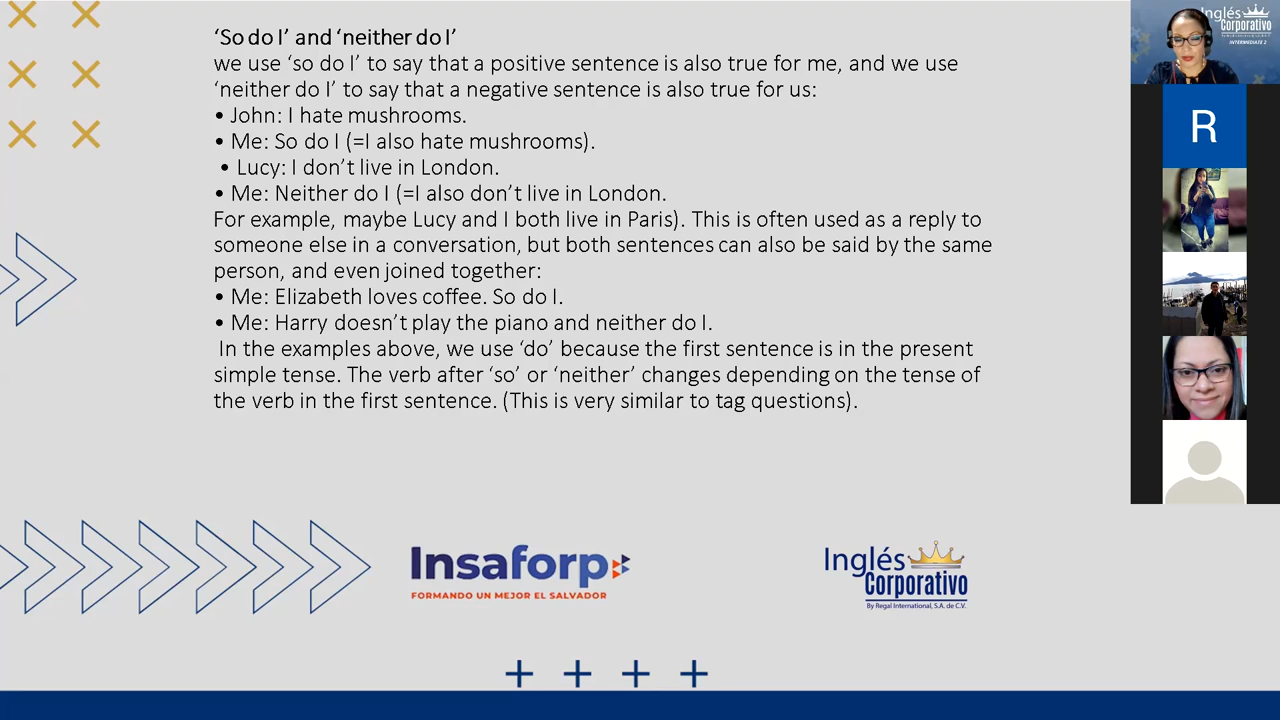 ‘So do I’ and ‘neither do I’
we use ‘so do I’ to say that a positive sentence is also true for me, and we use
‘neither do I’ to say that a negative sentence is also true for us:
• John: I hate mushrooms.
• Me: So do I (=I also hate mushrooms).
• Lucy: I don’t live in London.
• Me: Neither do I (=I also don’t live in London.
For example, maybe Lucy and I both live in Paris). This is often used as a reply to
someone else in a conversation, but both sentences can also be said by the same
person, and even joined together:
• Me: Elizabeth loves coffee. So do I.
• Me: Harry doesn’t play the piano and neither do I.
In the examples above, we use ‘do’ because the first sentence is in the present
simple tense. The verb after ‘so’ or ‘neither’ changes depending on the tense of
the verb in the first sentence. (This is very similar to tag questions).
Insaforp
FORMANDO UN MEJOR EL SALVADOR
Inglés
Corporativo
By Regal International, S.A. de C.V.
Inglés
Corporativo
INTERMEDIATE 2
R